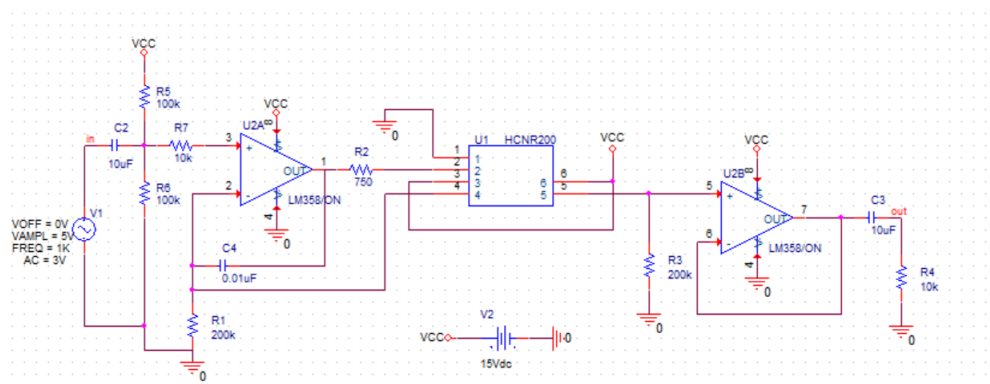 VCC
R5
100k
in
C2
10uF
R7
10k
R6
100k
V1
VOFF = 0V
VAMPL = 5V
FREQ = 1K
AC = 3V
VCC
U2A
8
3
+
2
-
OUT
1
4
LM358/ON
0
C4
0.01uF
R1
200k
0
R2
750
0
U1
HCNR200
1
2
3
4
1
2
3
4
6
5
6
5
VCC
R3
200k
0
VCC
U2B
8
5
+
6
-
OUT
7
4
LM358/ON
0
C3
10uF
out
R4
10k
0
V2
VCC
0
15Vdc